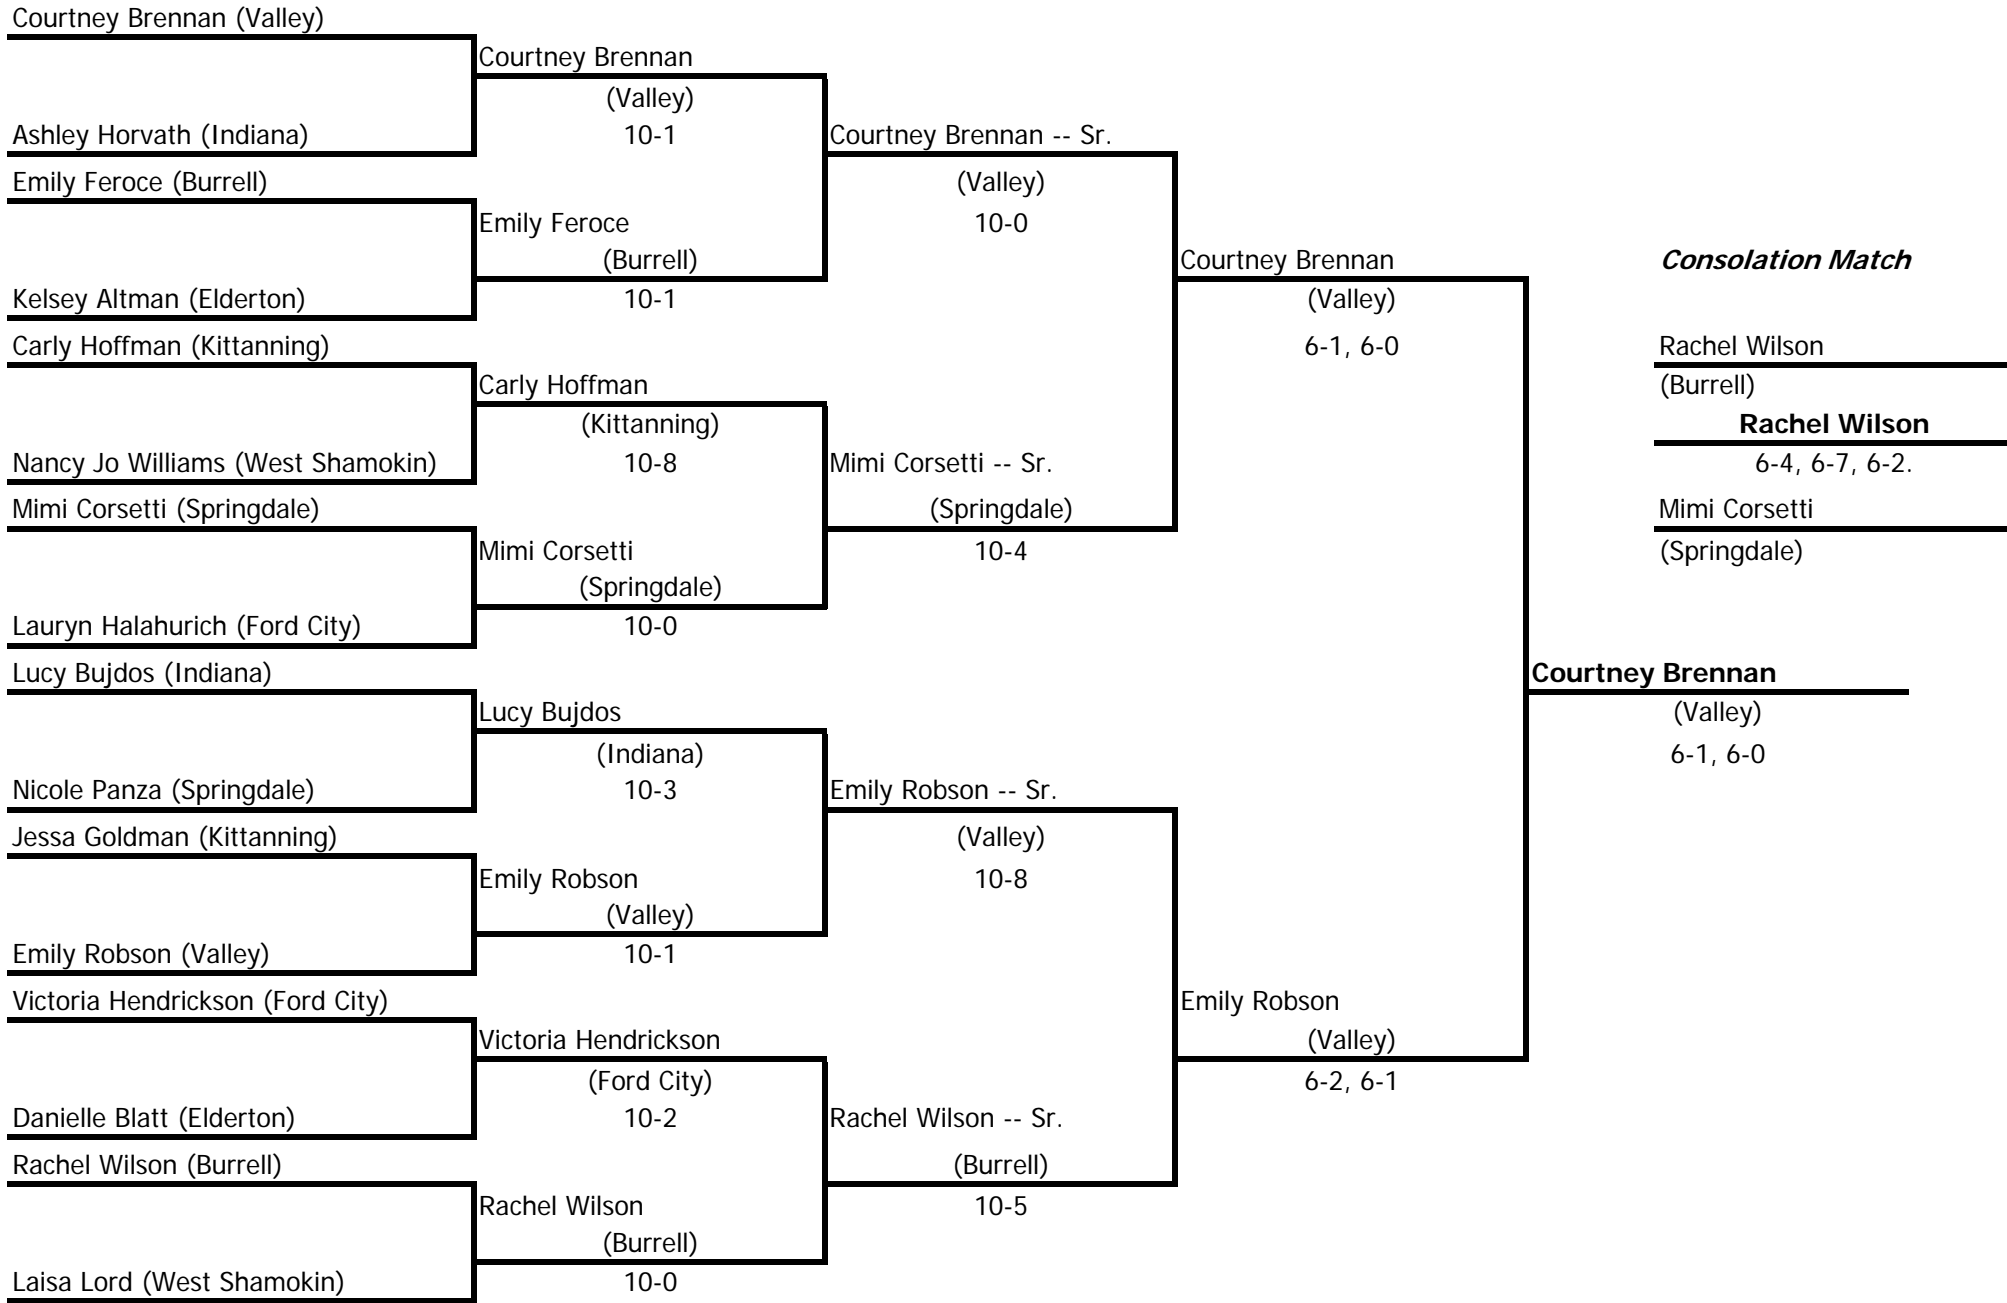 Courtney Brennan (Valley)
Ashley Horvath (Indiana)
Emily Feroce (Burrell)
Kelsey Altman (Elderton)
Carly Hoffman (Kittanning)
Nancy Jo Williams (West Shamokin)
Mimi Corsetti (Springdale)
Lauryn Halahurich (Ford City)
Lucy Bujdos (Indiana)
Nicole Panza (Springdale)
Jessa Goldman (Kittanning)
Emily Robson (Valley)
Victoria Hendrickson (Ford City)
Danielle Blatt (Elderton)
Rachel Wilson (Burrell)
Laisa Lord (West Shamokin)
Courtney Brennan
(Valley)
10-1
Emily Feroce
(Burrell)
10-1
Carly Hoffman
(Kittanning)
10-8
Mimi Corsetti
(Springdale)
10-0
Lucy Bujdos
(Indiana)
10-3
Emily Robson
(Valley)
10-1
Victoria Hendrickson
(Ford City)
10-2
Rachel Wilson
(Burrell)
10-0
Courtney Brennan -- Sr.
(Valley)
10-0
Mimi Corsetti -- Sr.
(Springdale)
10-4
Emily Robson -- Sr.
(Valley)
10-8
Rachel Wilson -- Sr.
(Burrell)
10-5
Courtney Brennan
(Valley)
6-1, 6-0
Emily Robson
(Valley)
6-2, 6-1
Courtney Brennan
(Valley)
6-1, 6-0
Consolation Match
Rachel Wilson
(Burrell)
Rachel Wilson
6-4, 6-7, 6-2.
Mimi Corsetti
(Springdale)